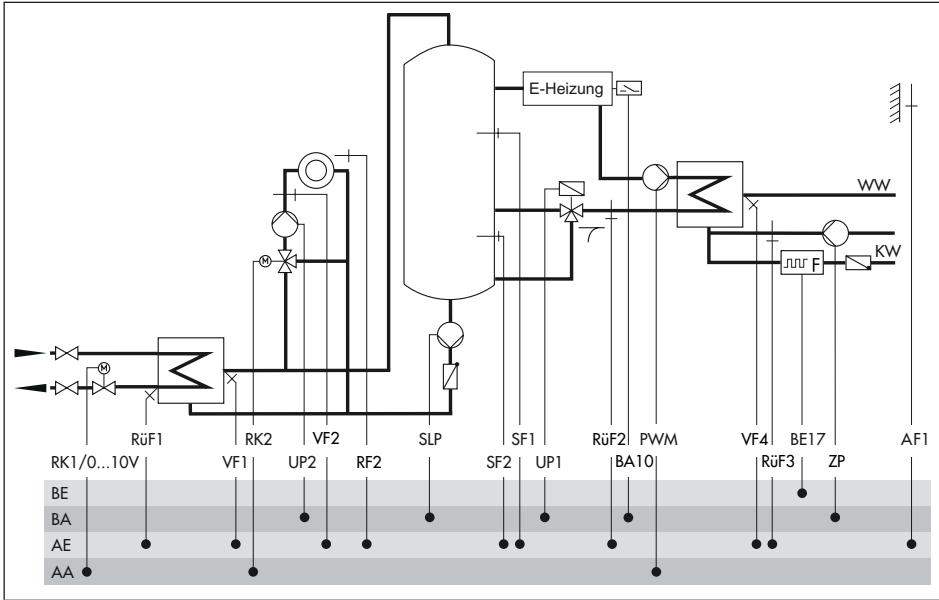 E-Heizung
WW
M
F
KW
M
RüF1 RK2 VF2 SLP SF1 RüF2 PWM VF4 BE17 AF1
RK1/0...10V VF1 UP2 RF2 SF2 UP1 BA10 RüF3 ZP
BE
BA
AE
AA